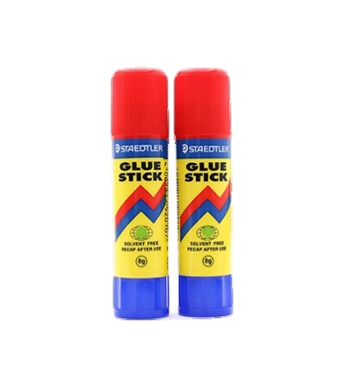 STAEDTLER
GLUE
STICK
SOLVENT FREE
RECAP AFTER USE
8g
STAEDTLER
GLUE
STICK
SOLVENT FREE
RECAP AFTER USE
8g